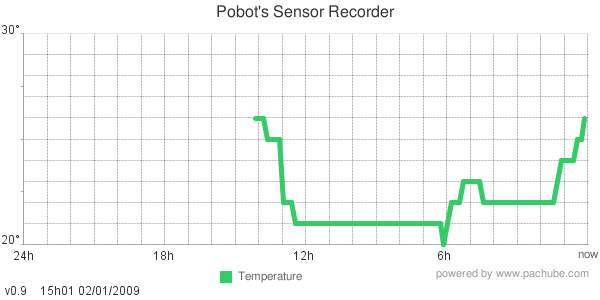 Pobot's Sensor Recorder
30°
20°
24h 18h 12h 6h now
Temperature
powered by www.pachube.com
v0.9 15h01 02/01/2009